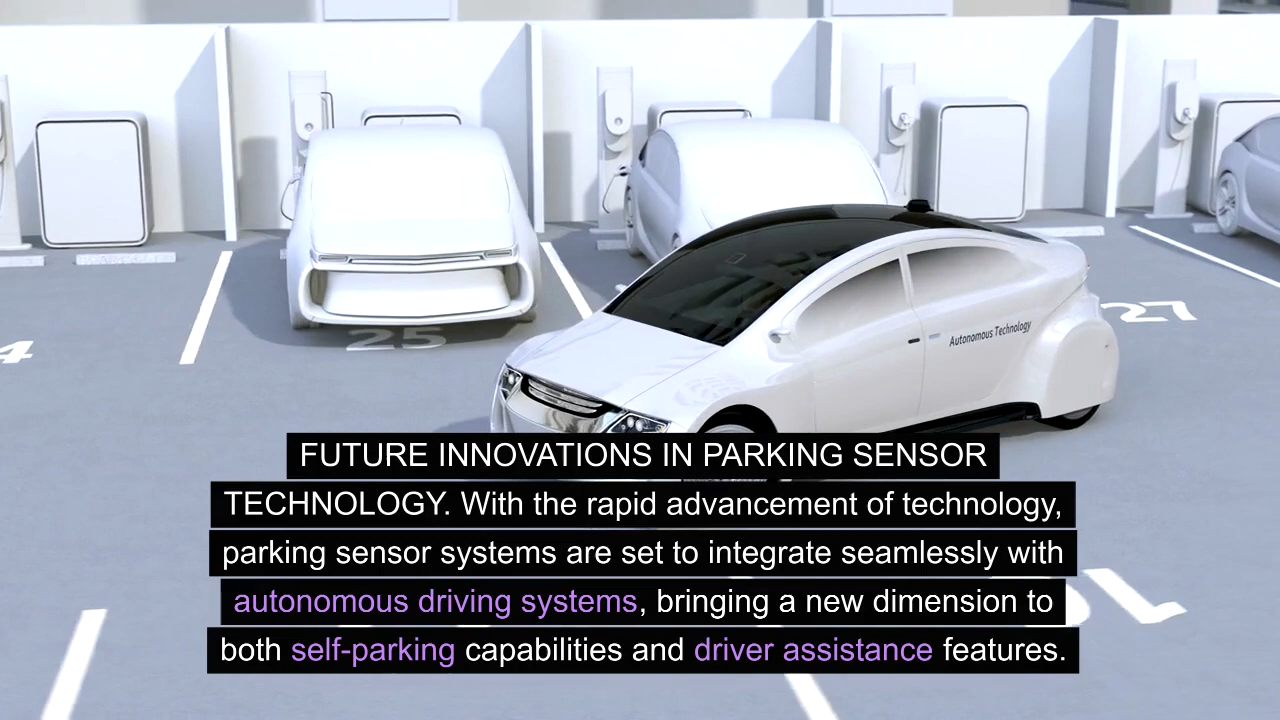 25
27
4
Autonomous Technology
FUTURE INNOVATIONS IN PARKING SENSOR
TECHNOLOGY. With the rapid advancement of technology,
parking sensor systems are set to integrate seamlessly with
autonomous driving systems, bringing a new dimension to
both self-parking capabilities and driver assistance features.